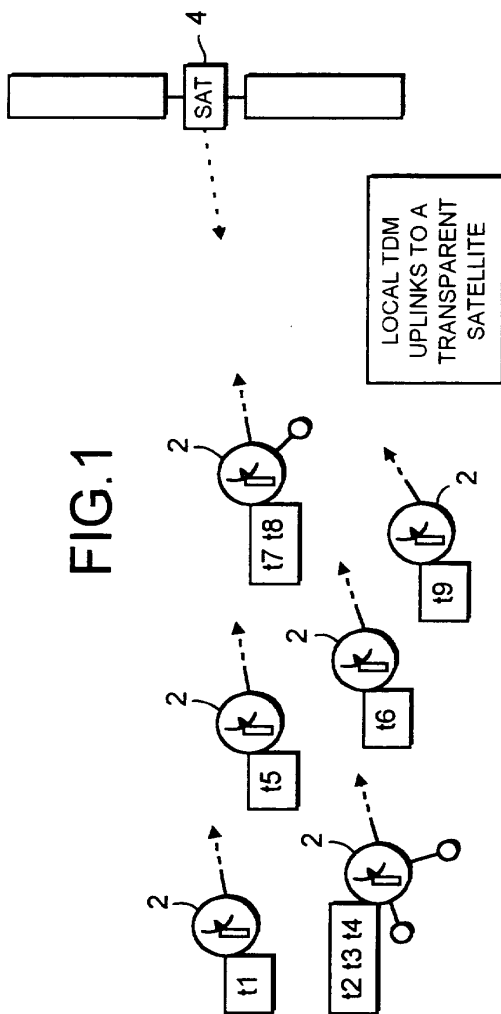 FIG.1
SAT
4
LOCAL TDM
UPLINKS TO A
TRANSPARENT
SATELLITE
2
t1
2
t5
2
t7 t8
2
t2 t3 t4
2
t6
2
t9